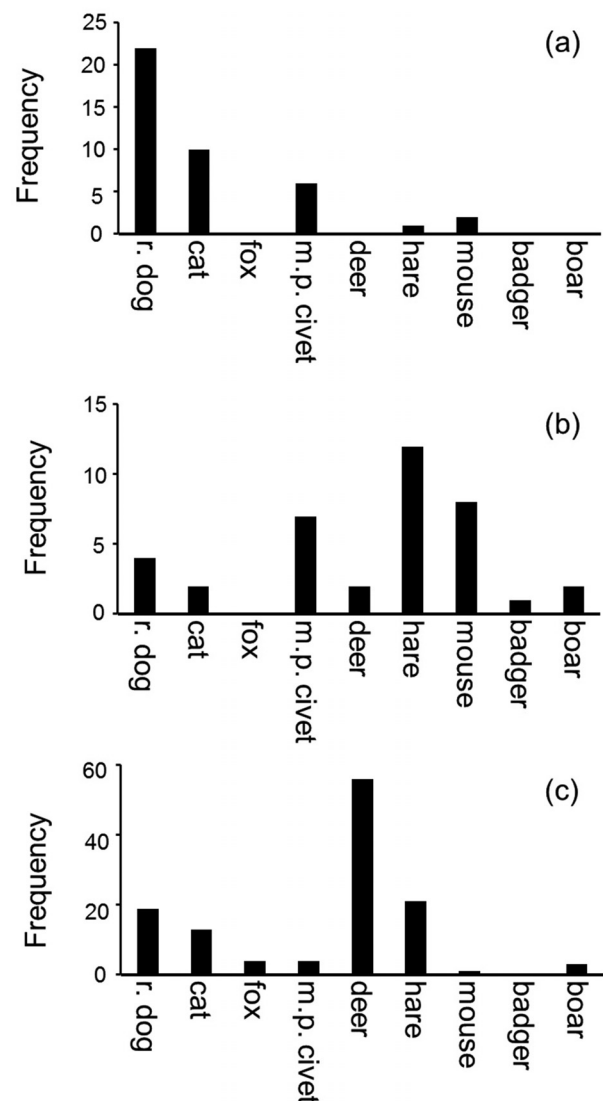 (a)
Frequency
25
20
15
10
5
0
r. dog
cat
fox
m.p. civet
deer
hare
mouse
badger
boar
(b)
Frequency
15
10
5
0
r. dog
cat
fox
m.p. civet
deer
hare
mouse
badger
boar
(c)
Frequency
60
40
20
0
r. dog
cat
fox
m.p. civet
deer
hare
mouse
badger
boar